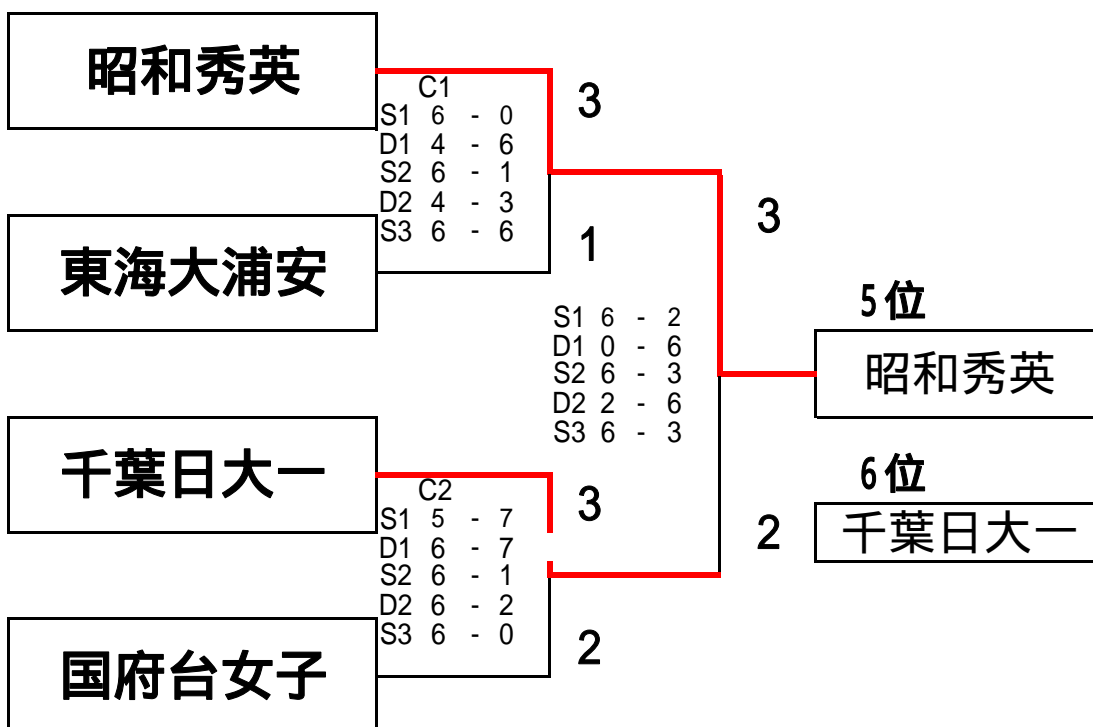 昭和秀英
C1
S1 6 - 0
D1 4 - 6
S2 6 - 1
D2 4 - 3
S3 6 - 6
3
東海大浦安
1
3
S1 6 - 2
D1 0 - 6
S2 6 - 3
D2 2 - 6
S3 6 - 3
5位
昭和秀英
千葉日大一
C2
S1 5 - 7
D1 6 - 7
S2 6 - 1
D2 6 - 2
S3 6 - 0
3
2
6位
千葉日大一
国府台女子
2